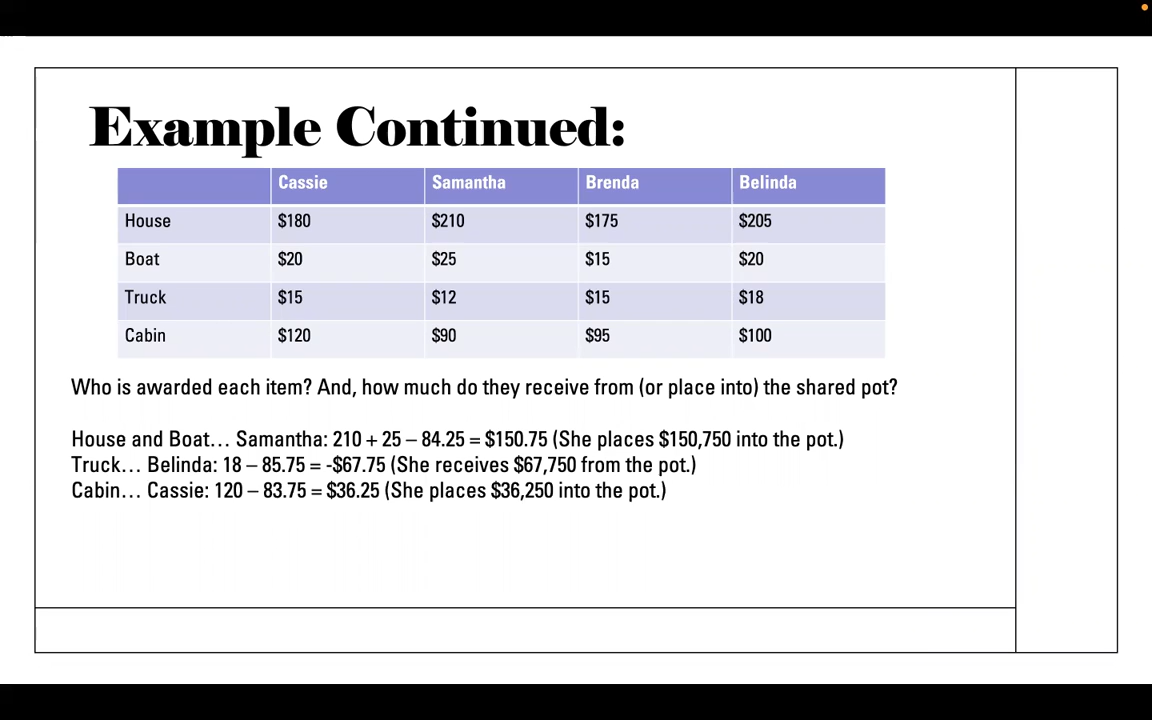 Example Continued:
Cassie Samantha Brenda Belinda
House $180 $210 $175 $205
Boat $20 $25 $15 $20
Truck $15 $12 $15 $18
Cabin $120 $90 $95 $100
Who is awarded each item? And, how much do they receive from (or place into) the shared pot?
House and Boat… Samantha: 210 + 25 – 84.25 = $150.75 (She places $150,750 into the pot.)
Truck… Belinda: 18 – 85.75 = -$67.75 (She receives $67,750 from the pot.)
Cabin… Cassie: 120 – 83.75 = $36.25 (She places $36,250 into the pot.)